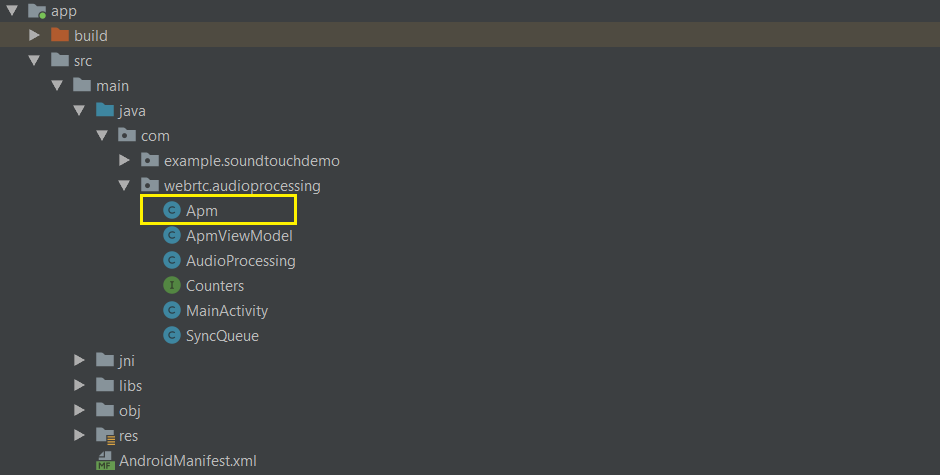 app
build
src
main
java
com
example.soundtouchdemo
webrtc.audioprocessing
C Apm
C ApmViewModel
C AudioProcessing
I Counters
C MainActivity
C SyncQueue
jni
libs
obj
res
MF AndroidManifest.xml